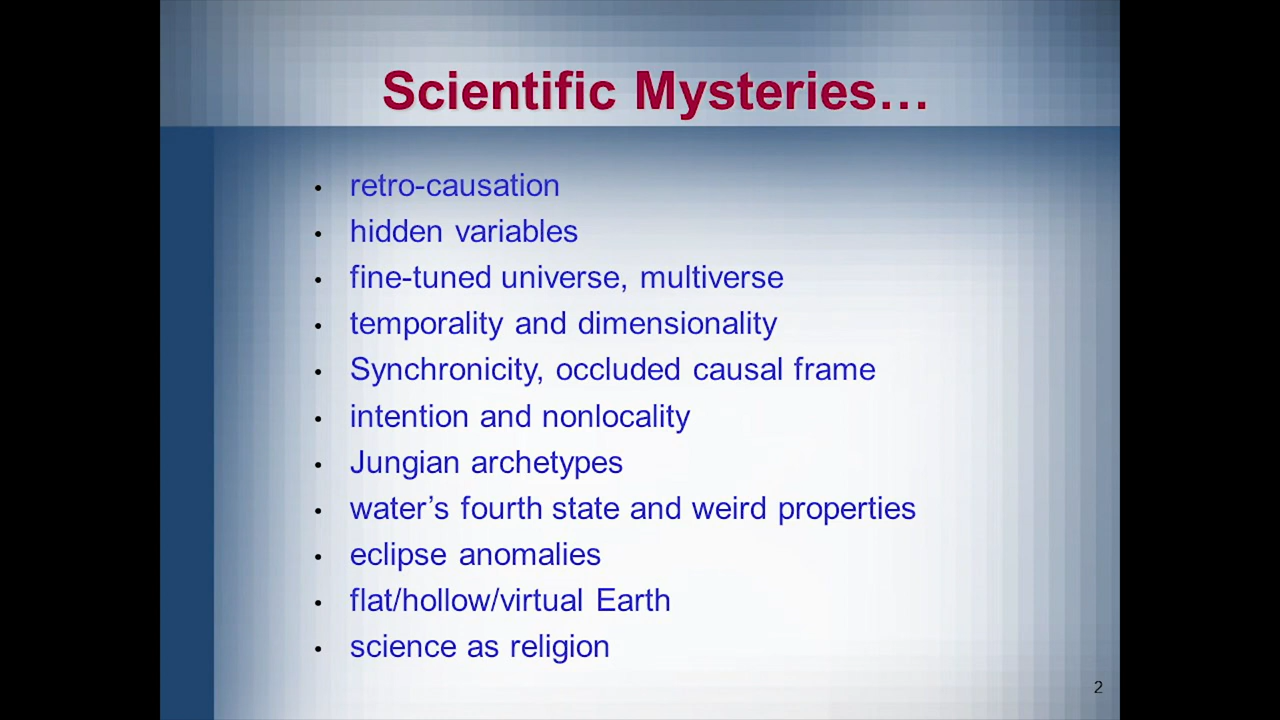 Scientific Mysteries…
• retro-causation
• hidden variables
• fine-tuned universe, multiverse
• temporality and dimensionality
• Synchronicity, occluded causal frame
• intention and nonlocality
• Jungian archetypes
• water’s fourth state and weird properties
• eclipse anomalies
• flat/hollow/virtual Earth
• science as religion
2